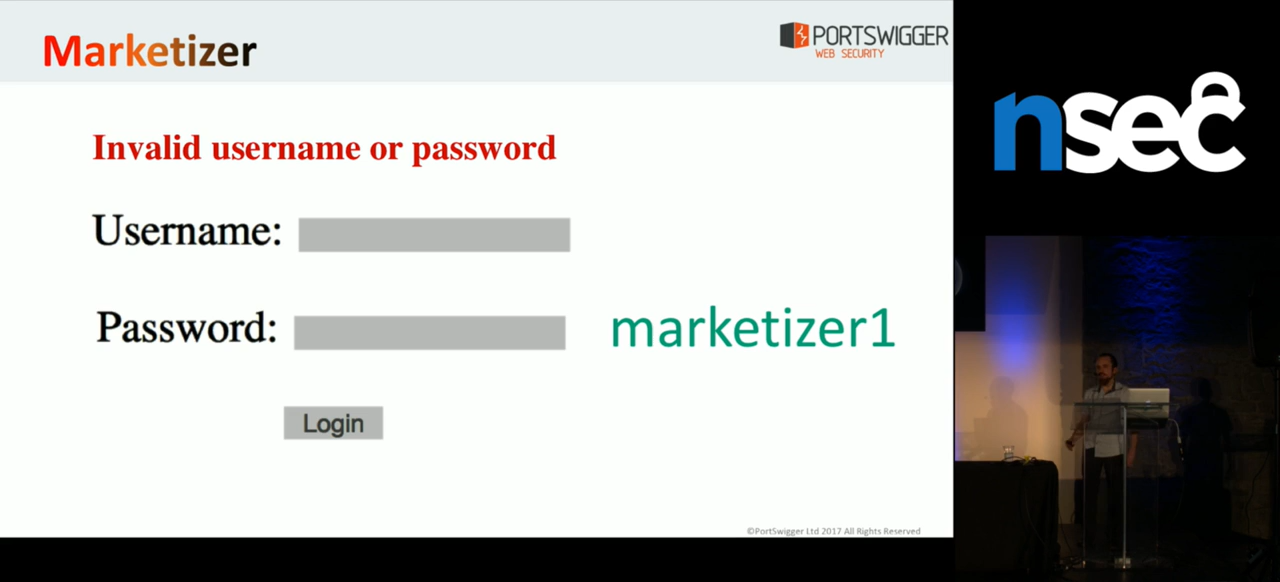 Marketizer
PORTSWIGGER
WEB SECURITY
nsec
Invalid username or password
Username:
Password:
marketizer1
Login
©PortSwigger Ltd 2017 All Rights Reserved